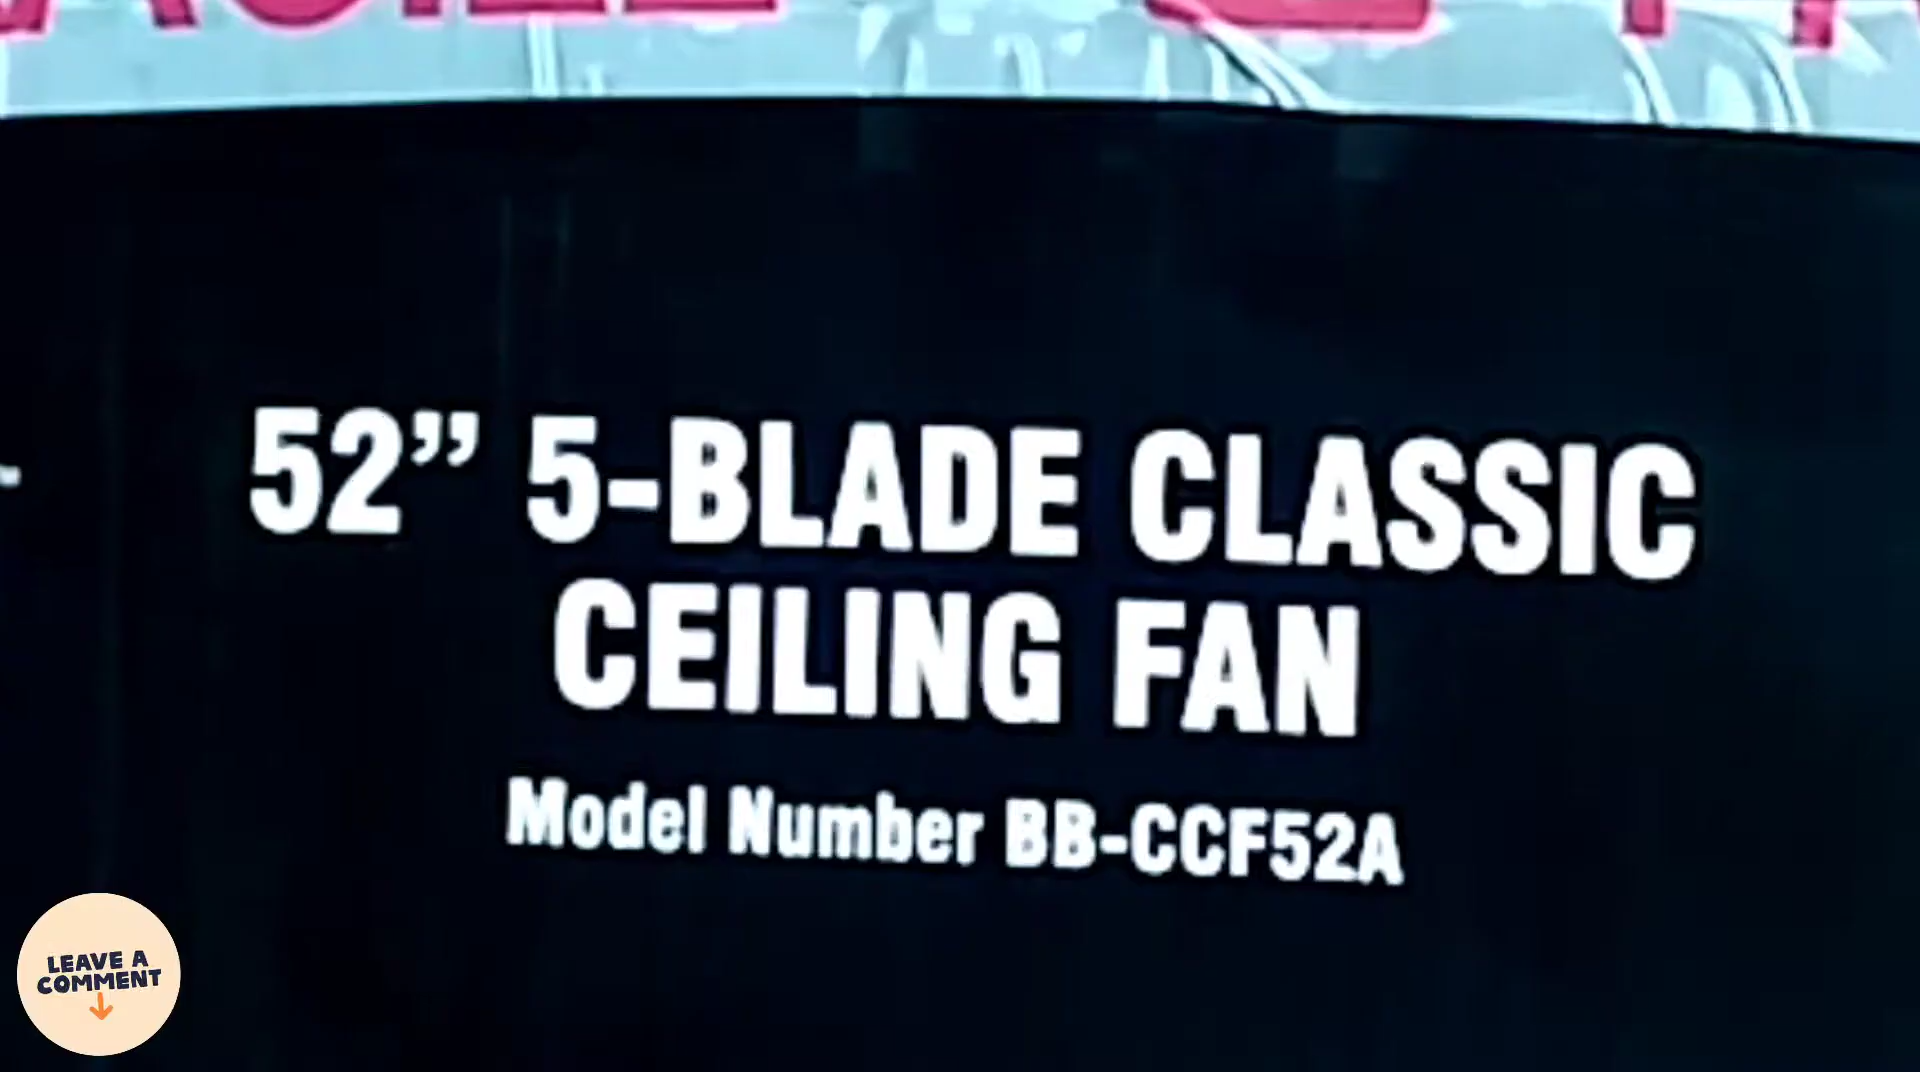 52” 5-BLADE CLASSIC
CEILING FAN
Model Number BB-CCF52A
LEAVE A
COMMENT